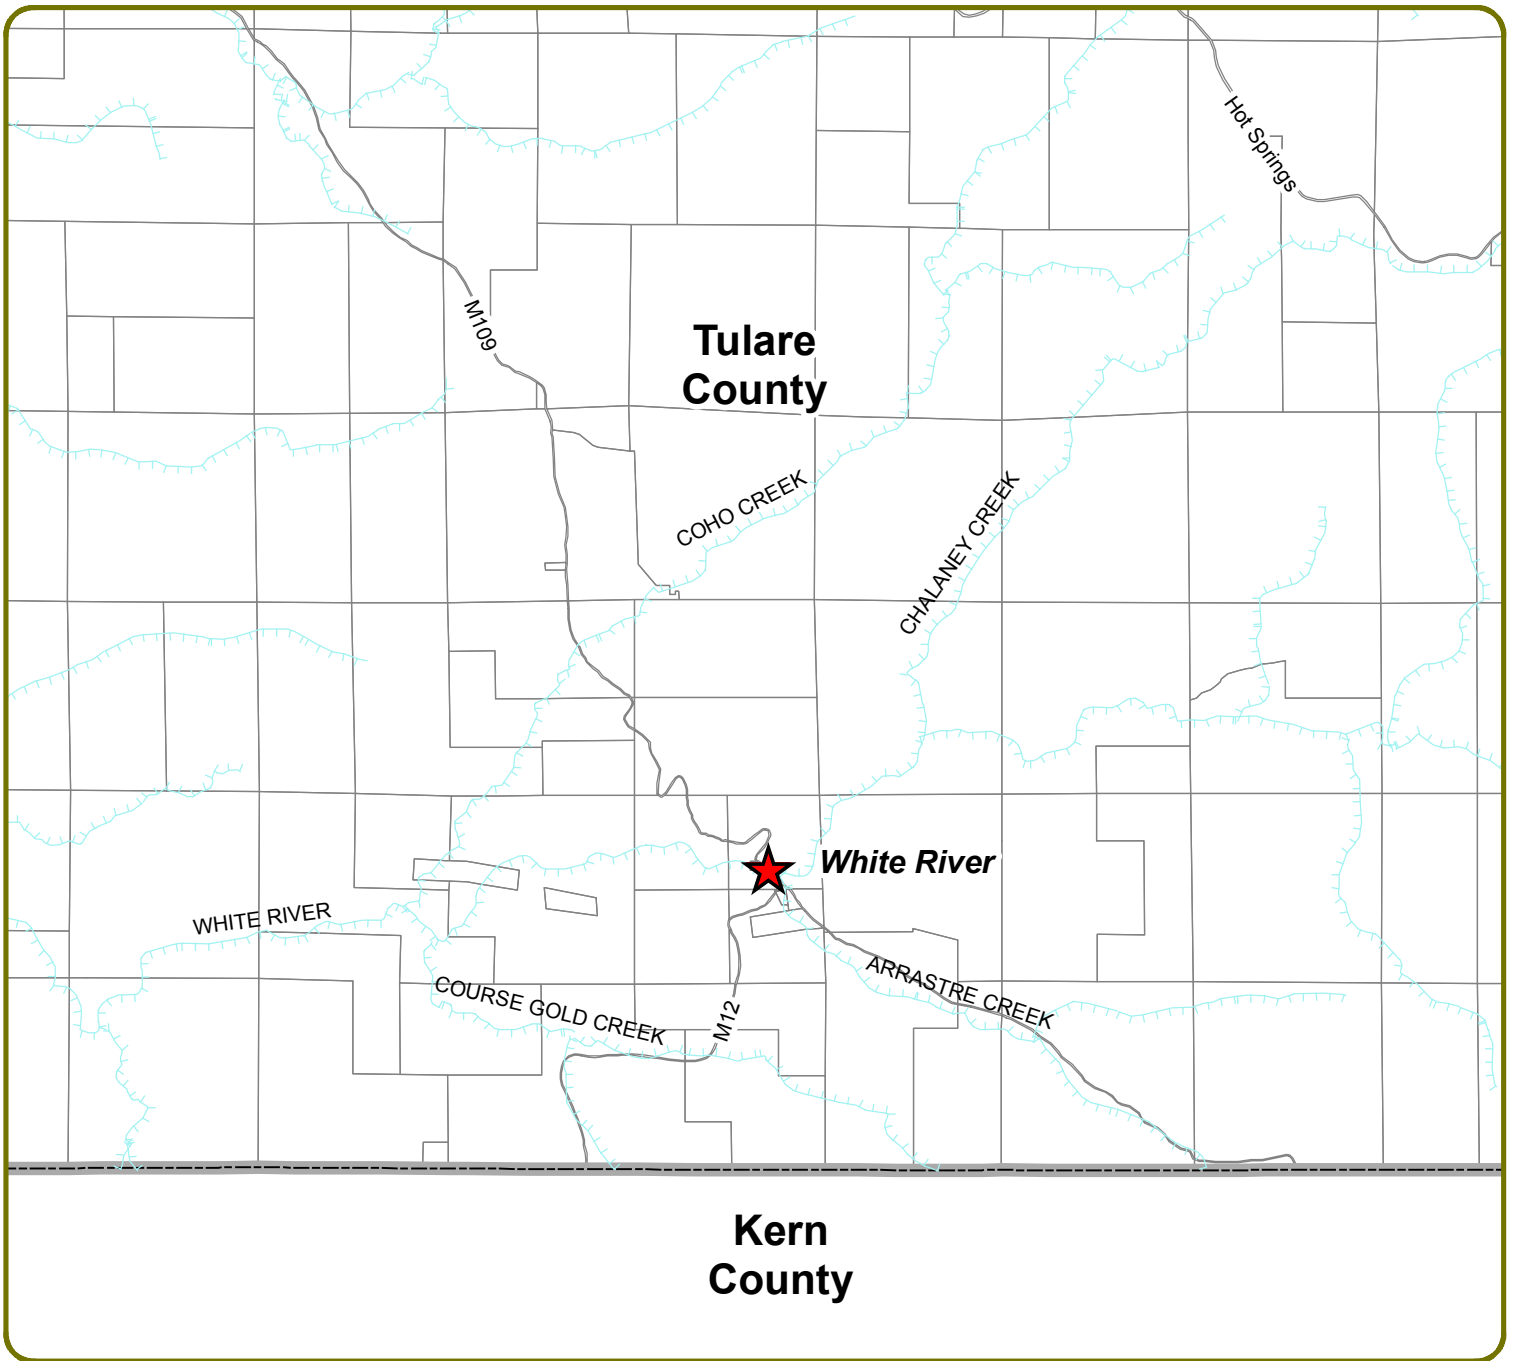 Hot Springs
M109
Tulare
County
COHO CREEK
CHALANEY CREEK
White River
WHITE RIVER
ARRASTRE CREEK
COURSE GOLD CREEK
M12
Kern
County